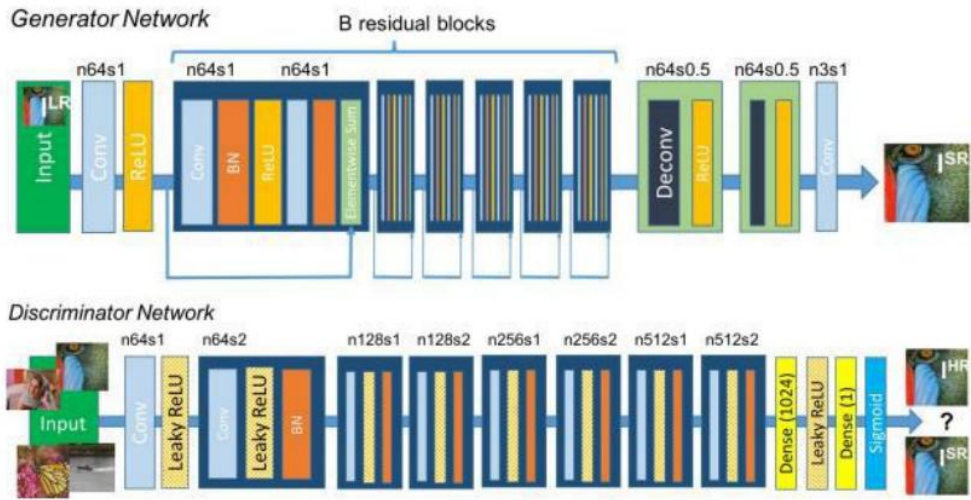 Generator Network
B residual blocks
n64s1
n64s1
n64s1
n64s0.5
n64s0.5
n3s1
I LR
Input
Conv
ReLU
Conv
BN
ReLU
Elementwise Sum
Deconv
ReLU
Conv
I SR
Discriminator Network
n64s1
n64s2
n128s1
n128s2
n256s1
n256s2
n512s1
n512s2
Input
Conv
Leaky ReLU
Conv
Leaky ReLU
BN
Dense (1024)
Leaky ReLU
Dense (1)
Sigmoid
I HR
?
I SR